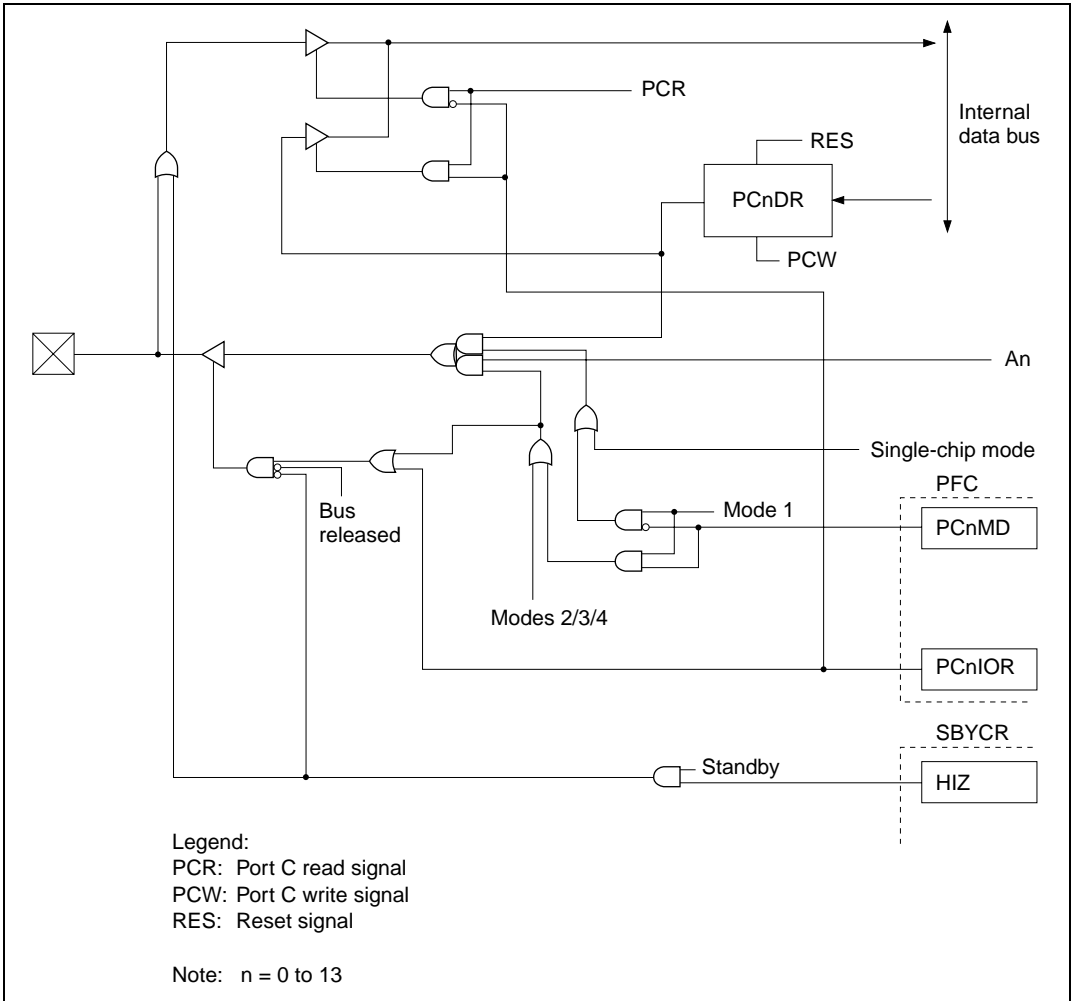 PCR
Internal
data bus
RES
PCnDR
PCW
An
Single-chip mode
PFC
Bus
released
Mode 1
PCnMD
Modes 2/3/4
PCnIOR
SBYCR
Standby
HIZ
Legend:
PCR: Port C read signal
PCW: Port C write signal
RES: Reset signal
Note: n = 0 to 13